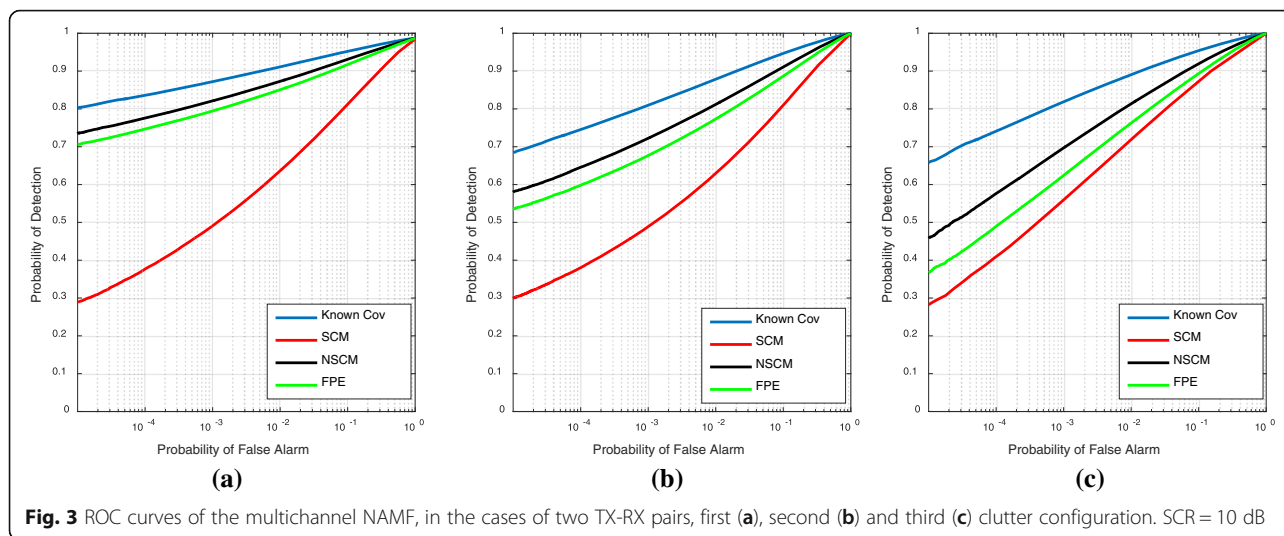 1
0.9
0.8
0.7
0.6
0.5
0.4
0.3
0.2
0.1
0
Probability of Detection
10 -4
10 -3
10 -2
10 -1
10 0
Probability of False Alarm
Known Cov
SCM
NSCM
FPE
(a)
1
0.9
0.8
0.7
0.6
0.5
0.4
0.3
0.2
0.1
0
Probability of Detection
10 -4
10 -3
10 -2
10 -1
10 0
Probability of False Alarm
Known Cov
SCM
NSCM
FPE
(b)
1
0.9
0.8
0.7
0.6
0.5
0.4
0.3
0.2
0.1
0
Probability of Detection
10 -4
10 -3
10 -2
10 -1
10 0
Probability of False Alarm
Known Cov
SCM
NSCM
FPE
(c)
Fig. 3 ROC curves of the multichannel NAMF, in the cases of two TX-RX pairs, first (a), second (b) and third (c) clutter configuration. SCR = 10 dB